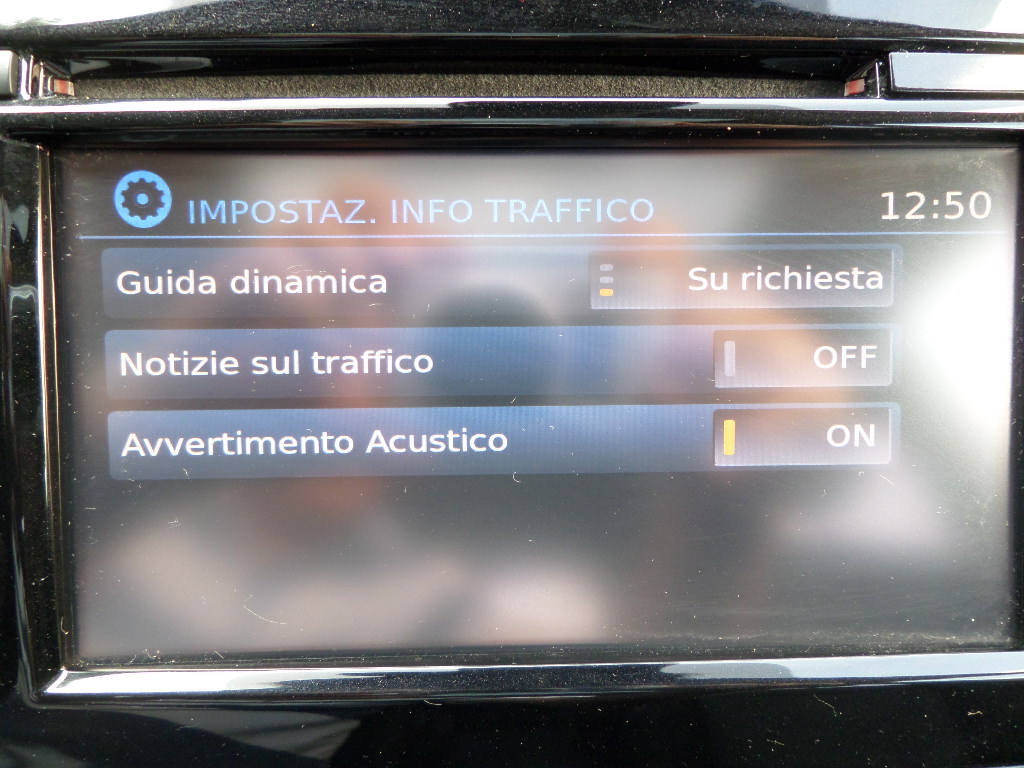 IMPOSTAZ. INFO TRAFFICO 12:50
Guida dinamica Su richiesta
Notizie sul traffico OFF
Avvertimento Acustico ON